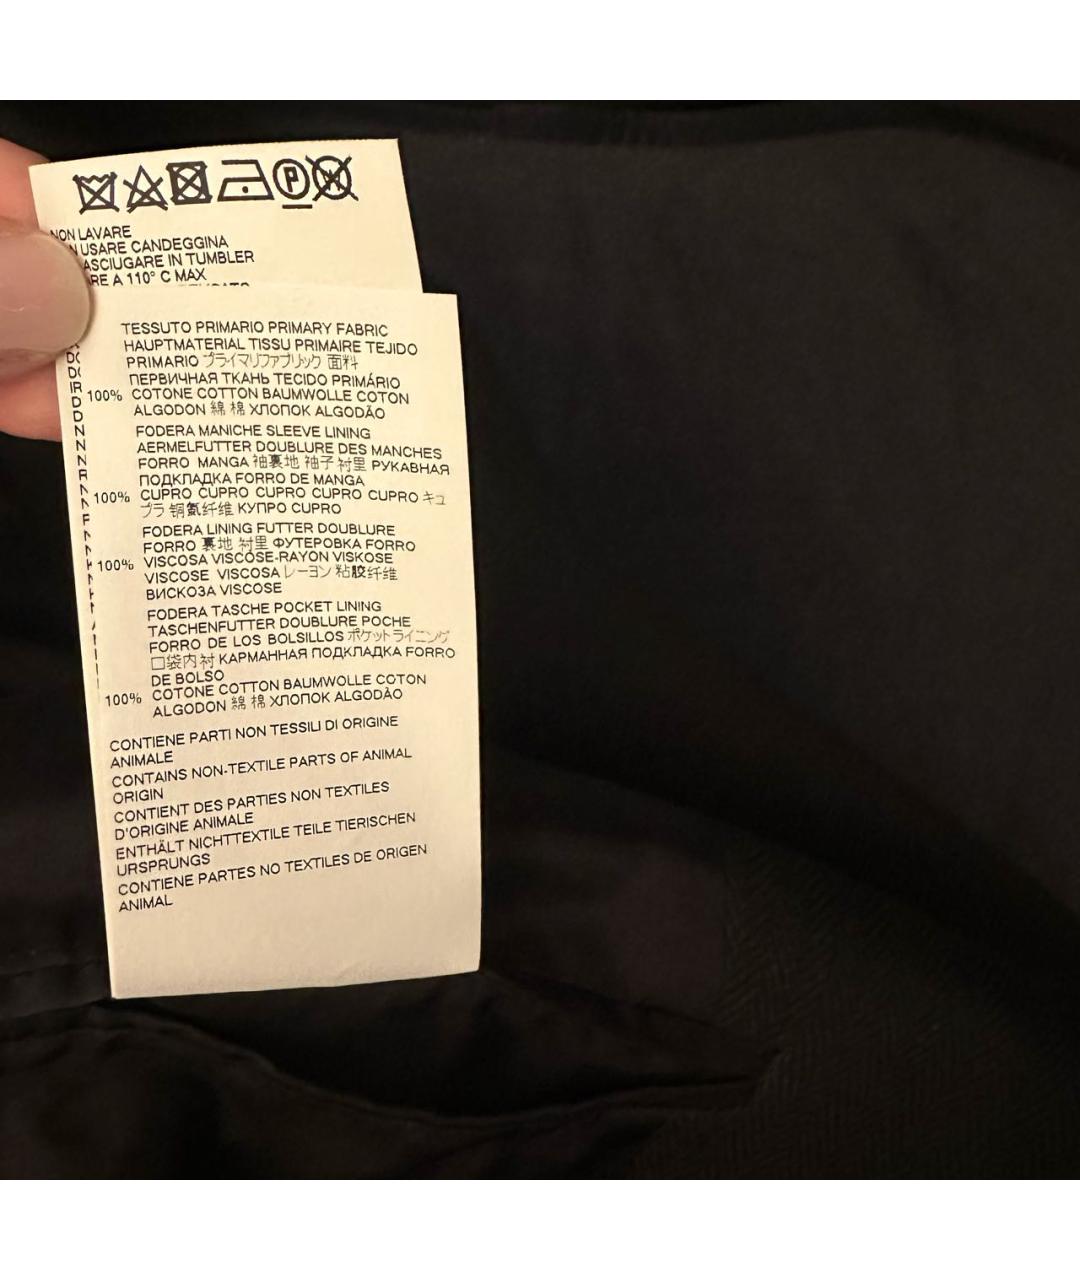 P
W
NON LAVARE
USARE CANDEGGINA
ASCIUGARE IN TUMBLER
A 110° C MAX
TESSUTO PRIMARIO PRIMARY FABRIC
HAUPTMATERIAL TISSU PRIMAIRE TEJIDO
PRIMARIO プライマリファブリック 面料
ПЕРВИЧНАЯ ТКАНЬ TECIDO PRIMÁRIO
100% COTONE COTTON BAUMWOLLE COTON
ALGODON 綿 棉 ХЛОПОК ALGODÃO
FODERA MANICHE SLEEVE LINING
AERMELFUTTER DOUBLURE DES MANCHES
FORRO MANGA 袖裏地 袖子 衬里 РУКАВНАЯ
ПОДКЛАДКА FORRO DE MANGA
100% CUPRO CUPRO CUPRO CUPRO CUPRO キュ
プラ 铜氨纤维 КУПРО CUPRO
FODERA LINING FUTTER DOUBLURE
FORRO 裏地 衬里 ФУТЕРОВКА FORRO
100% VISCOSA VISCOSE-RAYON VISKOSE
VISCOSE VISCOSA レーヨン 粘胶纤维
ВИСКОЗА VISCOSE
FODERA TASCHE POCKET LINING
TASCHENFUTTER DOUBLURE POCHE
FORRO DE LOS BOLSILLOS ポケットライニング
口袋内衬 КАРМАННАЯ ПОДКЛАДКА FORRO
DE BOLSO
100% COTONE COTTON BAUMWOLLE COTON
ALGODON 綿 棉 ХЛОПОК ALGODÃO
CONTIENE PARTI NON TESSILI DI ORIGINE
ANIMALE
CONTAINS NON-TEXTILE PARTS OF ANIMAL
ORIGIN
CONTIENT DES PARTIES NON TEXTILES
D'ORIGINE ANIMALE
ENTHÄLT NICHTTEXTILE TEILE TIERISCHEN
URSPRUNGS
CONTIENE PARTES NO TEXTILES DE ORIGEN
ANIMAL